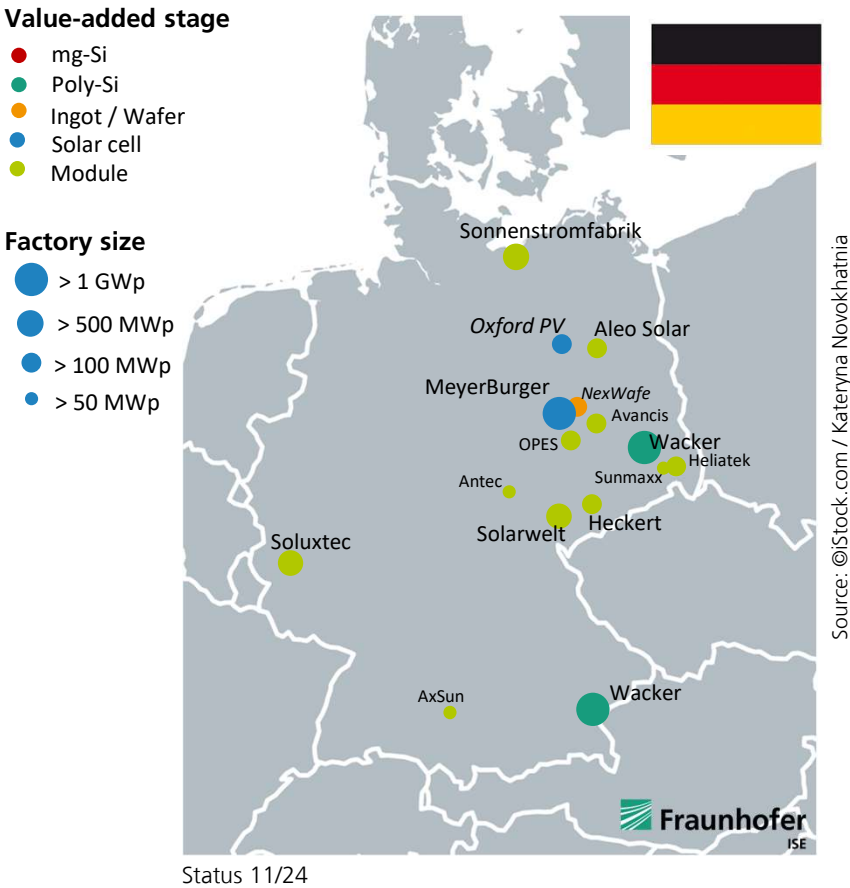 Value-added stage
mg-Si
Poly-Si
Ingot / Wafer
Solar cell
Module
Factory size
> 1 GWp
> 500 MWp
> 100 MWp
> 50 MWp
Sonnenstromfabrik
Oxford PV
Aleo Solar
MeyerBurger
NexWafe
Avancis
OPES
Wacker
Heliatek
Sunmaxx
Antec
Solarwelt
Heckert
Soluxtec
AxSun
Wacker
Fraunhofer
ISE
Status 11/24
Source: ©iStock.com / Kateryna Novokhatnia